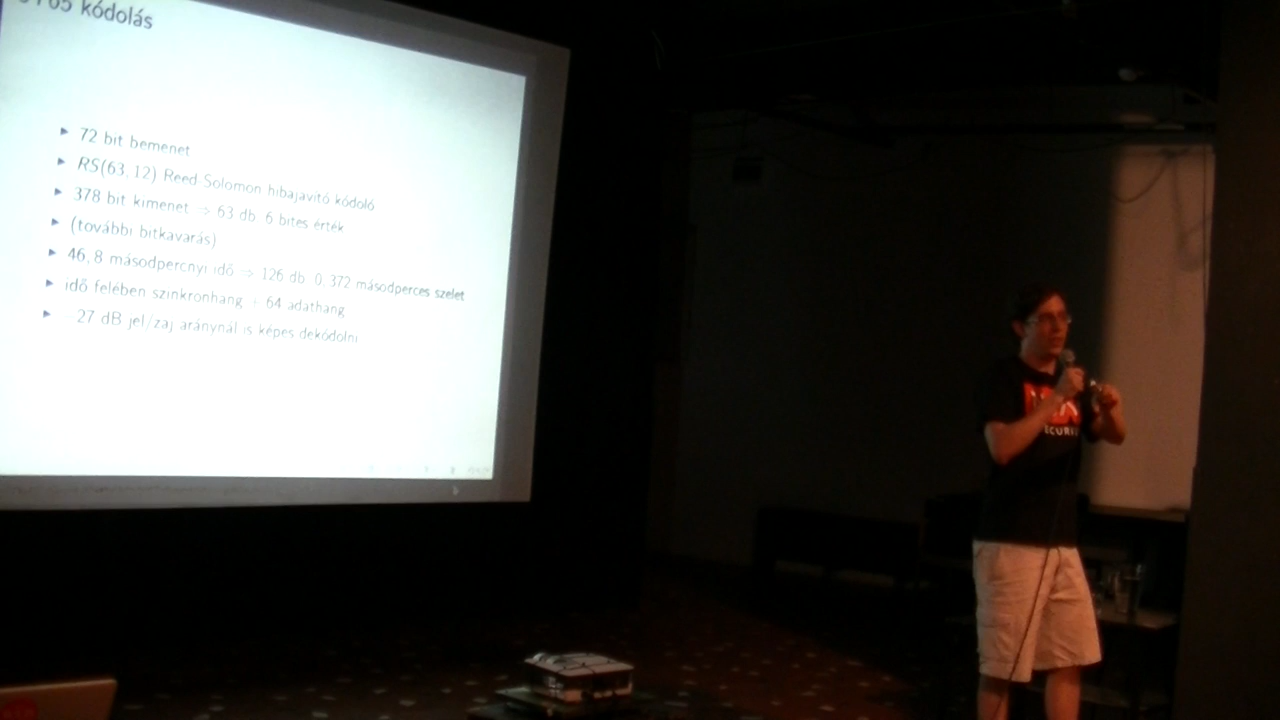 kódolás
72 bit bemenet
RS(63, 12) Reed Solomon hibajavító kódoló
378 bit kimenet ⇒ 63 db 6 bites érték
(további bitkavarás)
46, 8 másodpercnyi idő ⇒ 126 db 0, 372 másodperces szelet
idő felében szinkronhang + 64 adathang
−27 dB jel/zaj aránynál is képes dekódolni